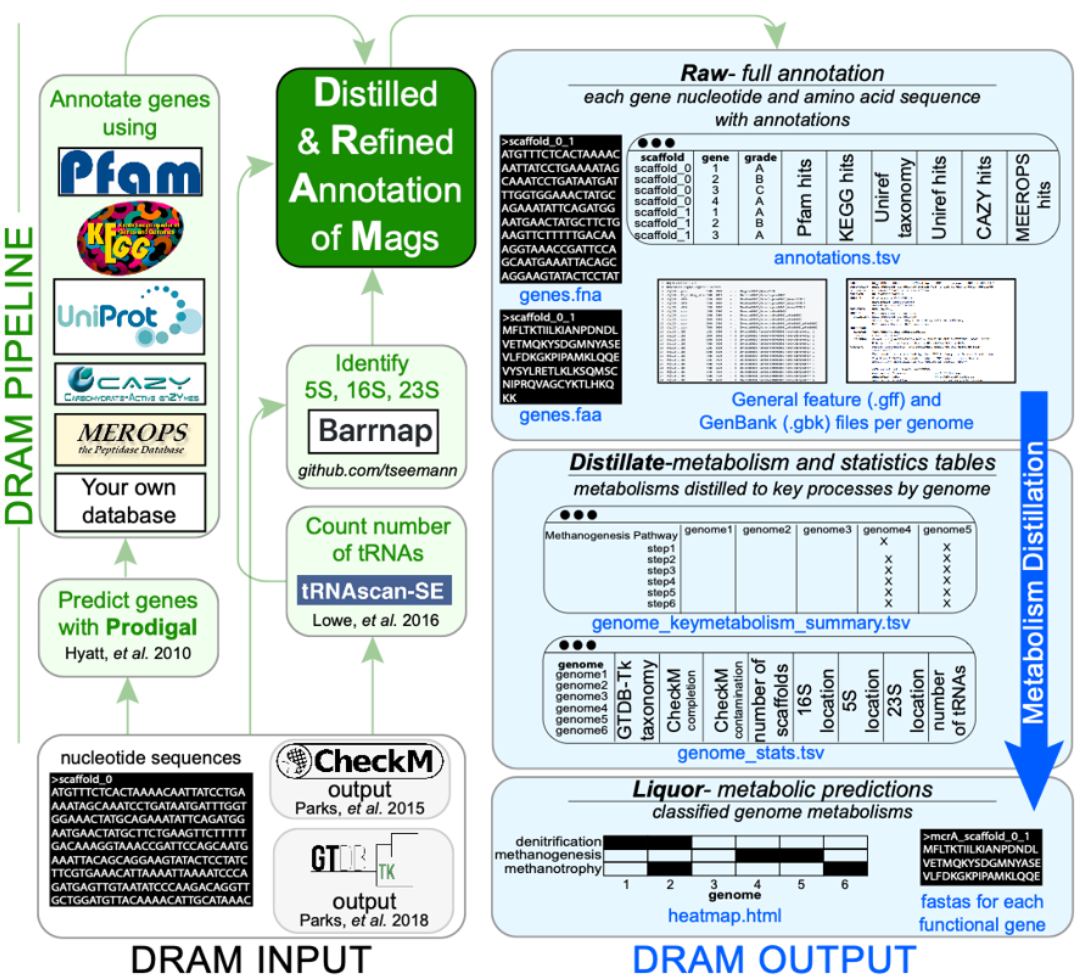 DRAM PIPELINE
Annotate genes
using
Pfam
KEGG
UniProt
CAZY
CARBOHYDRATE-ACTIVE ENZYMES
MEROPS
the Peptidase Database
Your own
database
Predict genes
with Prodigal
Hyatt, et al. 2010
Distilled
& Refined
Annotation
of Mags
Identify
5S, 16S, 23S
Barrnap
github.com/tseemann
Count number
of tRNAs
tRNAscan-SE
Lowe, et al. 2016
nucleotide sequences
>scaffold_0
ATGTTTCTCACTAAAACAATTATCCTGA
AAATAGCAAATCCTGATAATGATTTGGT
GGAAACTATGCAGAAATATTCAGATGG
AATGAACTATGCTTCTGAAGTTCTTTTT
GACAAAGGTAAACCGATTCCAGCAATG
AAATTACAGCAGGAAGTATACTCCTATC
TTCGTGAAACATTAAAATTAAAATCCCA
GATGAGTTGTAATATCCCAAGACAGGTT
GCTGGATGTTACAAAACATTGCATAAAC
CheckM
output
Parks, et al. 2015
GTDB
TK
output
Parks, et al. 2018
DRAM INPUT
Raw- full annotation
each gene nucleotide and amino acid sequence
with annotations
>scaffold_0_1
ATGTTTCTCACTAAAAC
AATTATCCTGAAAATAG
CAAATCCTGATAATGAT
TTGGTGGAAACTATGC
AGAAATATTCAGATGG
AATGAACTATGCTTCTG
AAGTTCTTTTTGACAA
AGGTAAACCGATTCCA
GCAATGAAATTACAGC
AGGAAGTATACTCCTAT
genes.fna
>scaffold_0_1
MFLTKTIILKIANPDNDL
VETMQKYSDGMNYASE
VLFDKGKPIPAMKLQQE
VYSYLRETLKLKSQMSC
NIPRQVAGCYKTLHKQ
KK
genes.faa
scaffold gene grade
scaffold_0 1 A
scaffold_0 2 B
scaffold_0 3 C
scaffold_0 4 A
scaffold_1 1 A
scaffold_1 2 B
scaffold_1 3 A
Pfam hits
KEGG hits
Uniref
taxonomy
Uniref hits
CAZY hits
MEEROPS
hits
annotations.tsv
General feature (.gff) and
GenBank (.gbk) files per genome
Distillate-metabolism and statistics tables
metabolisms distilled to key processes by genome
genome1 genome2 genome3 genome4 genome5
Methanogenesis Pathway X
step1 X
step2 X X
step3 X X
step4 X X
step5 X X
step6 X X
genome_keymetabolism_summary.tsv
genome
genome1
genome2
genome3
genome4
genome5
genome6
GTDB-Tk
taxonomy
CheckM
completion
CheckM
contamination
number of
scaffolds
16S
location
5S
location
23S
location
number
of tRNAs
genome_stats.tsv
Metabolism Distillation
Liquor- metabolic predictions
classified genome metabolisms
denitrification
methanogenesis
methanotrophy
1 2 3 4 5 6
genome
heatmap.html
>mcrA_scaffold_0_1
MFLTKTIILKIANPDNDL
VETMQKYSDGMNYASE
VLFDKGKPIPAMKLQQE
fastas for each
functional gene
DRAM OUTPUT